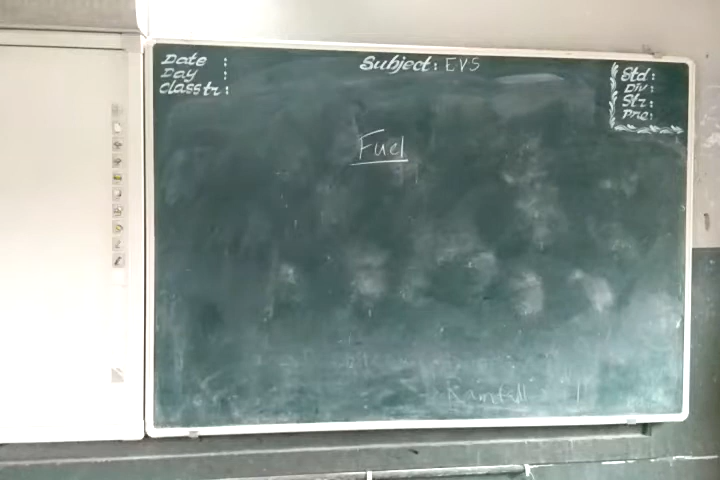 Date :
Day :
Classtr :
Subject: EVS
Std :
Div :
Str :
Pre :
Fuel
Rainfall